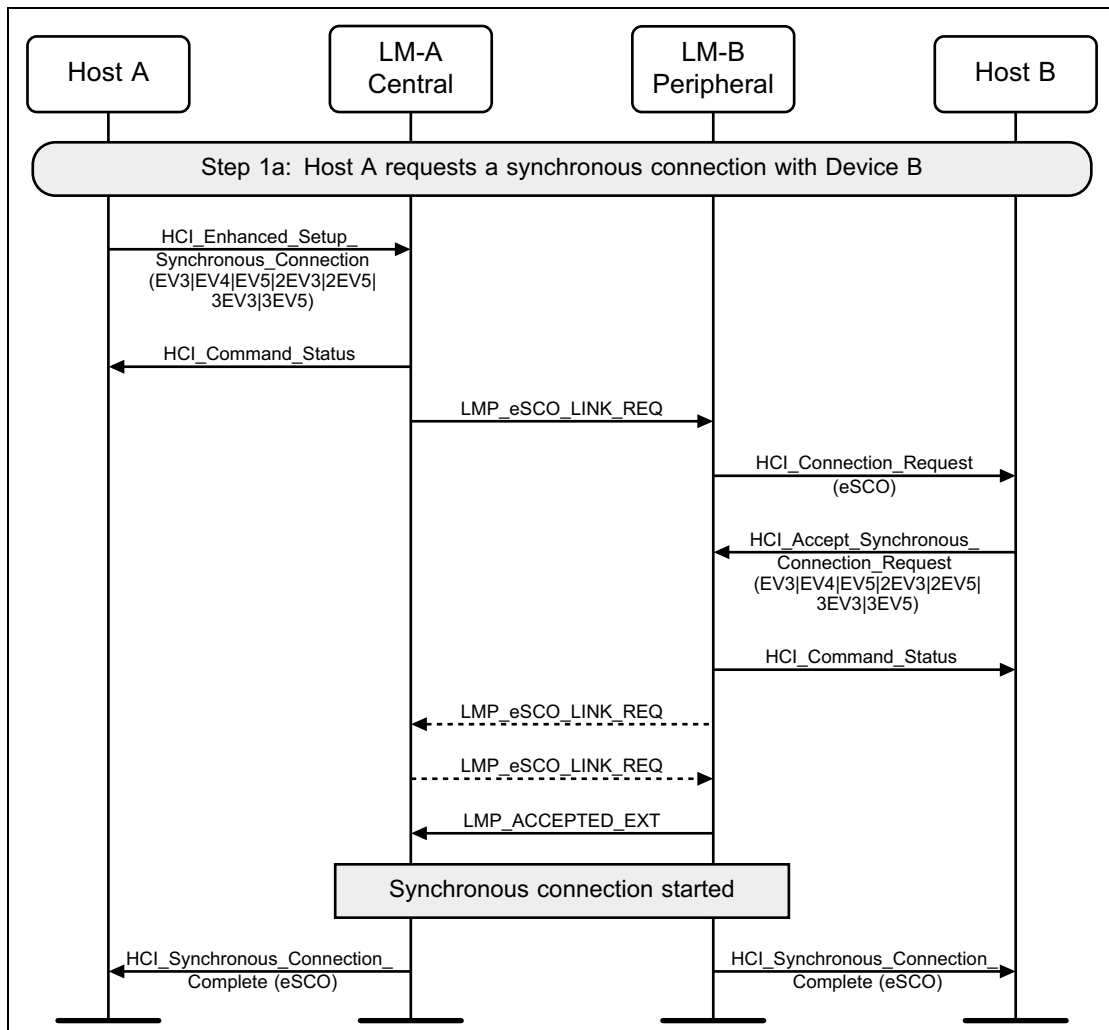 Host A
LM-A
Central
LM-B
Peripheral
Host B
Step 1a: Host A requests a synchronous connection with Device B
HCI_Enhanced_Setup_
Synchronous_Connection
(EV3|EV4|EV5|2EV3|2EV5|
3EV3|3EV5)
HCI_Command_Status
LMP_eSCO_LINK_REQ
HCI_Connection_Request
(eSCO)
HCI_Accept_Synchronous_
Connection_Request
(EV3|EV4|EV5|2EV3|2EV5|
3EV3|3EV5)
HCI_Command_Status
LMP_eSCO_LINK_REQ
LMP_eSCO_LINK_REQ
LMP_ACCEPTED_EXT
Synchronous connection started
HCI_Synchronous_Connection_
Complete (eSCO)
HCI_Synchronous_Connection_
Complete (eSCO)